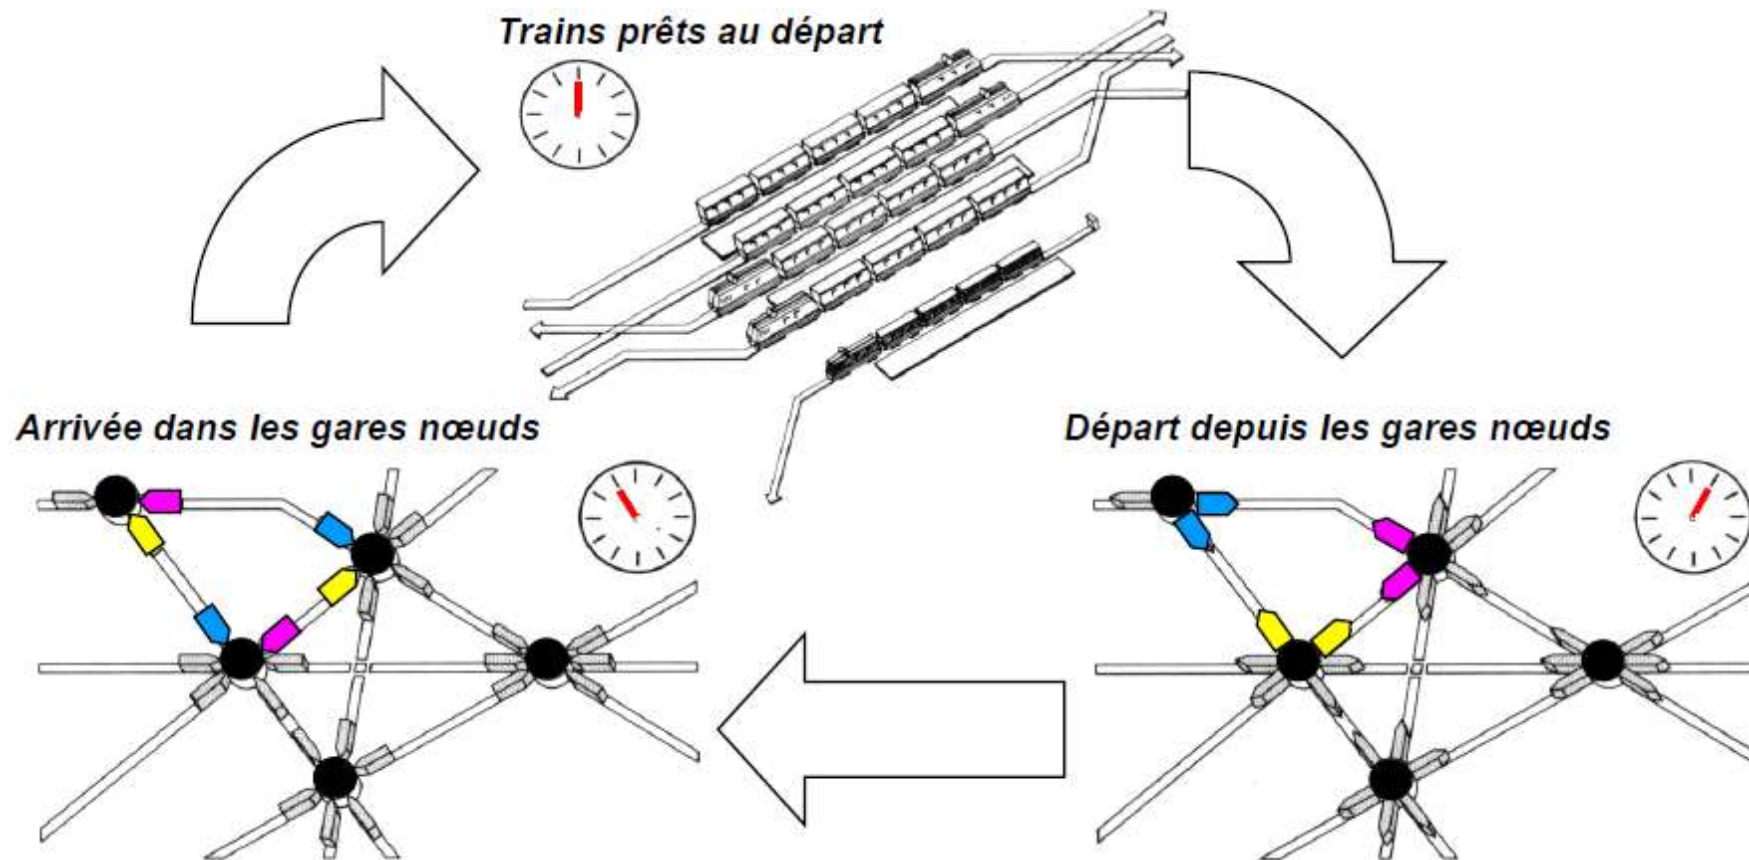 Trains prêts au départ
Arrivée dans les gares nœuds
Départ depuis les gares nœuds